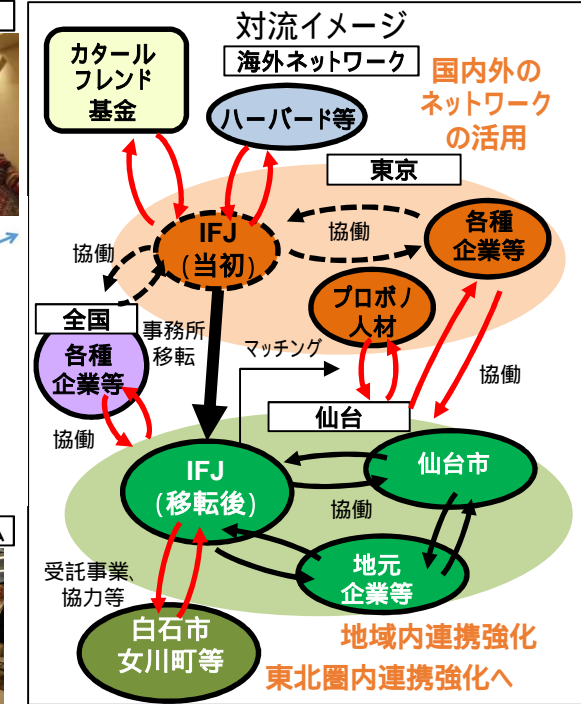 対流イメージ
カタール
フレンド
基金
海外ネットワーク
ハーバード等
国内外の
ネットワーク
の活用
東京
IFJ
(当初)
協働
各種
企業等
協働
プロボノ
人材
全国
各種
企業等
事務所
移転
マッチング
協働
仙台
協働
IFJ
(移転後)
仙台市
協働
地元
企業等
受託事業、
協力等
白石市
女川町等
地域内連携強化
東北圏内連携強化へ